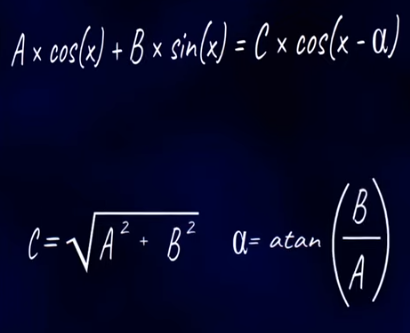 A × cos(x) + B × sin(x) = C × cos(x - α)
C = √(A² + B²) α = atan(B/A)